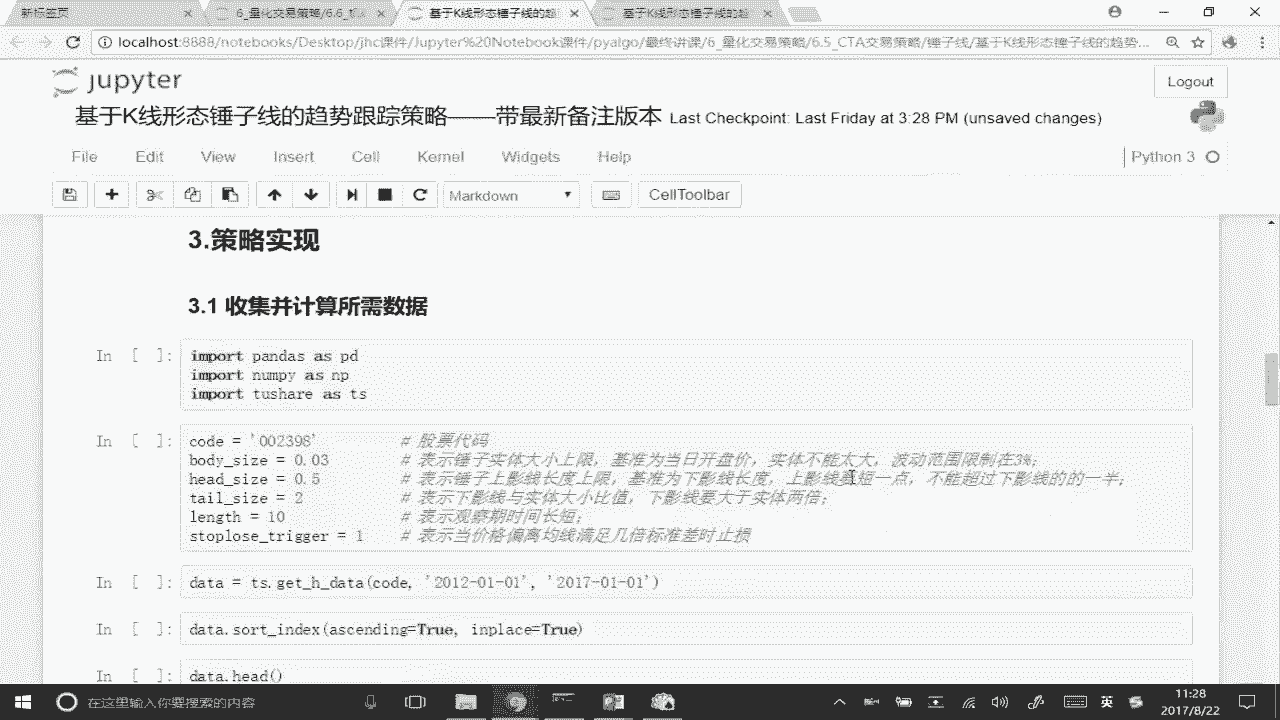 新标签页
6_量化交易策略/6.6_
基于K线形态锤子线的趋
基于K线形态锤子线的趋
localhost:8888/notebooks/Desktop/jhc课件/Jupyter%20Notebook课件/pyalgo/最终讲课/6_量化交易策略/6.5_CTA交易策略/锤子线/基于K线形态锤子线的趋势...
jupyter
Logout
基于K线形态锤子线的趋势跟踪策略——带最新备注版本 Last Checkpoint: Last Friday at 3:28 PM (unsaved changes)
File Edit View Insert Cell Kernel Widgets Help
Python 3
Markdown
CellToolbar
3.策略实现
3.1 收集并计算所需数据
In [ ]: import pandas as pd
import numpy as np
import tushare as ts
In [ ]: code = '002398' # 股票代码
body_size = 0.03 # 表示锤子实体大小上限，基准为当日开盘价，实体不能太大，波动范围限制在3%；
head_size = 0.5 # 表示锤子上影线长度上限，基准为下影线长度，上影线要短一点，不能超过下影线的的一半；
tail_size = 2 # 表示下影线与实体大小比值，下影线要大于实体两倍；
length = 10 # 表示观察期时间长短；
stoplose_trigger = 1 # 表示当价格偏离均线满足几倍标准差时止损
In [ ]: data = ts.get_h_data(code, '2012-01-01', '2017-01-01')
In [ ]: data.sort_index(ascending=True, inplace=True)
In [ ]: data.head()
在这里输入你要搜索的内容
英
11:28
2017/8/22